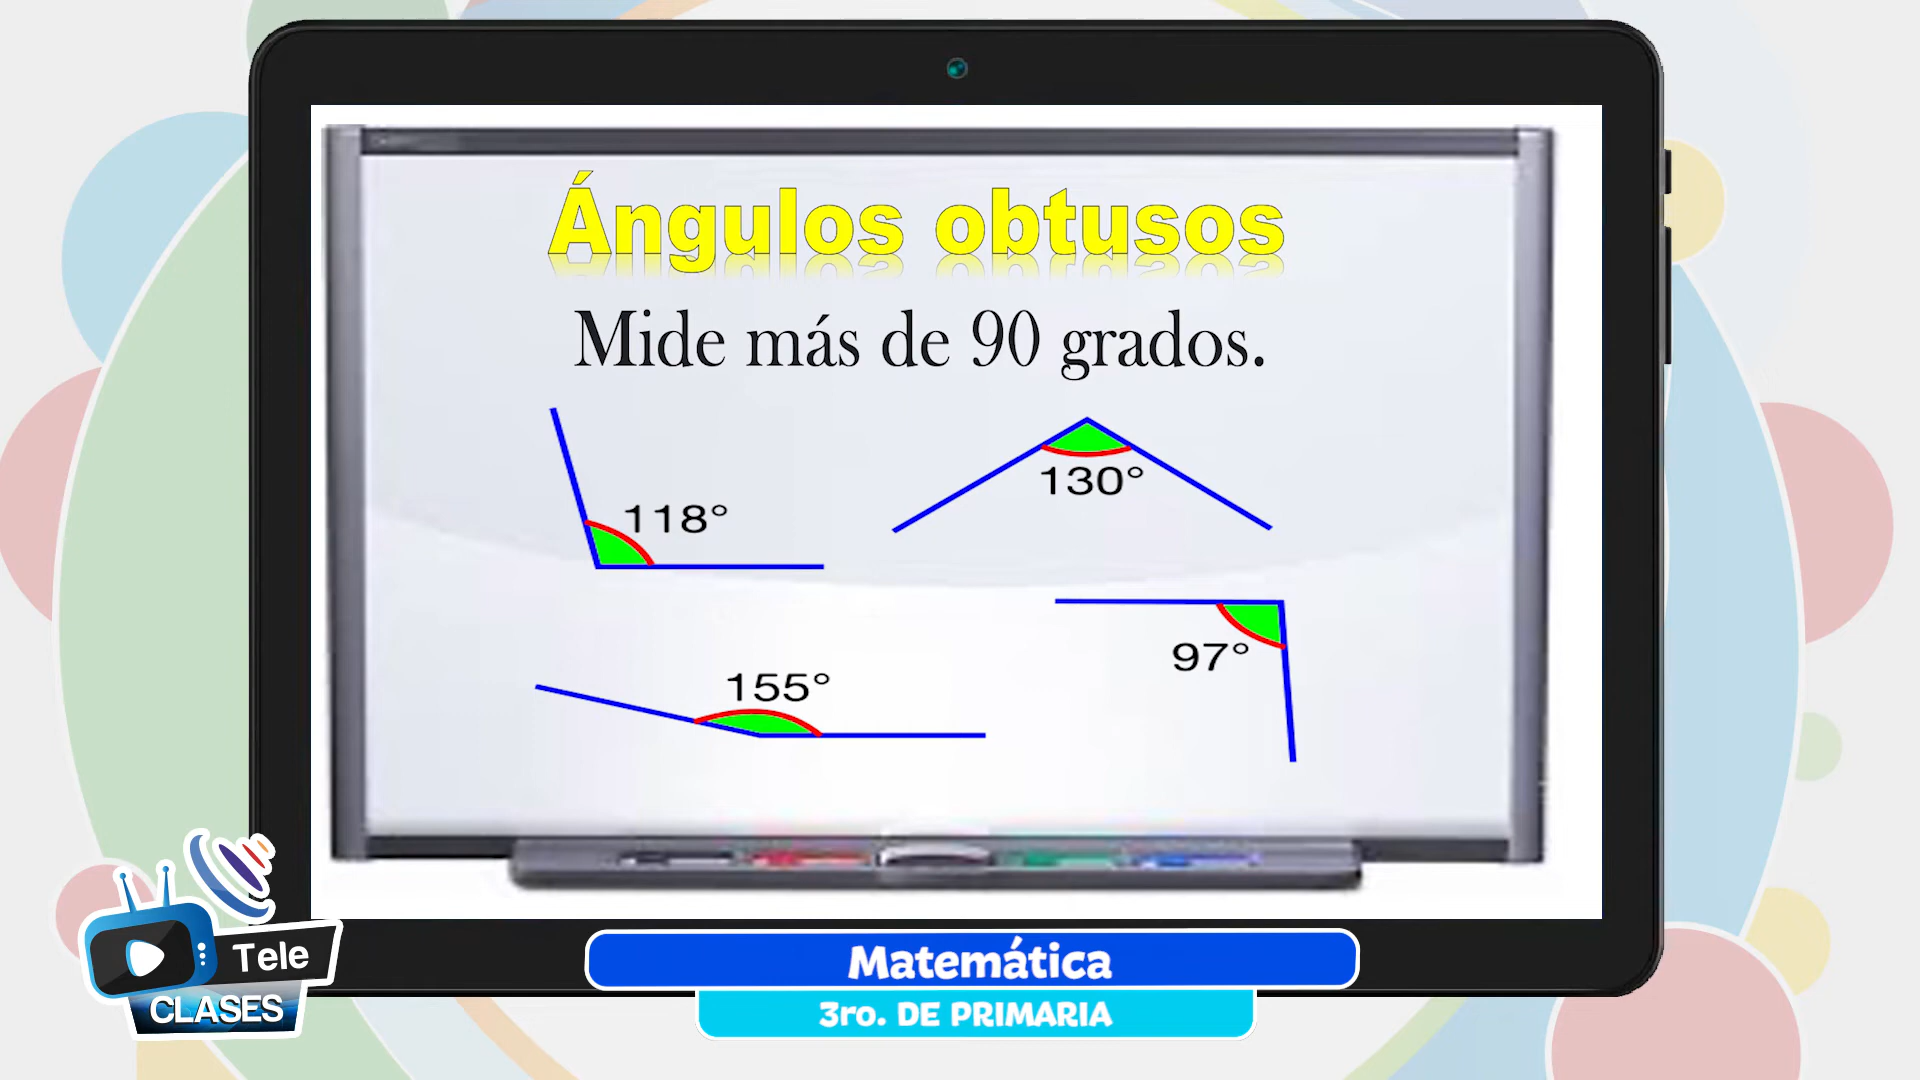 Ángulos obtusos
Mide más de 90 grados.
118°
130°
155°
97°
Tele
CLASES
Matemática
3ro. DE PRIMARIA